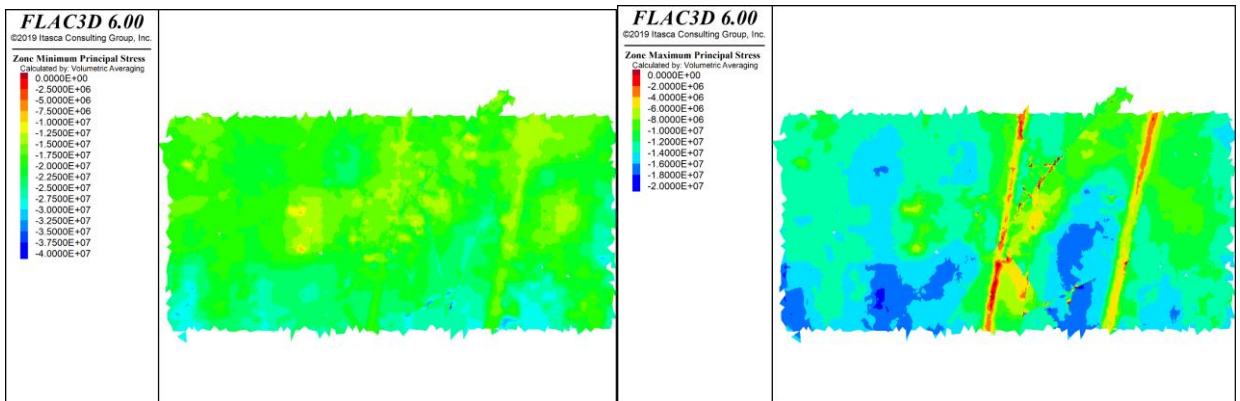 FLAC3D 6.00
©2019 Itasca Consulting Group, Inc.
Zone Minimum Principal Stress
Calculated by: Volumetric Averaging
0.0000E+00
-2.5000E+06
-5.0000E+06
-7.5000E+06
-1.0000E+07
-1.2500E+07
-1.5000E+07
-1.7500E+07
-2.0000E+07
-2.2500E+07
-2.5000E+07
-2.7500E+07
-3.0000E+07
-3.2500E+07
-3.5000E+07
-3.7500E+07
-4.0000E+07
FLAC3D 6.00
©2019 Itasca Consulting Group, Inc.
Zone Maximum Principal Stress
Calculated by: Volumetric Averaging
0.0000E+00
-2.0000E+06
-4.0000E+06
-6.0000E+06
-8.0000E+06
-1.0000E+07
-1.2000E+07
-1.4000E+07
-1.6000E+07
-1.8000E+07
-2.0000E+07